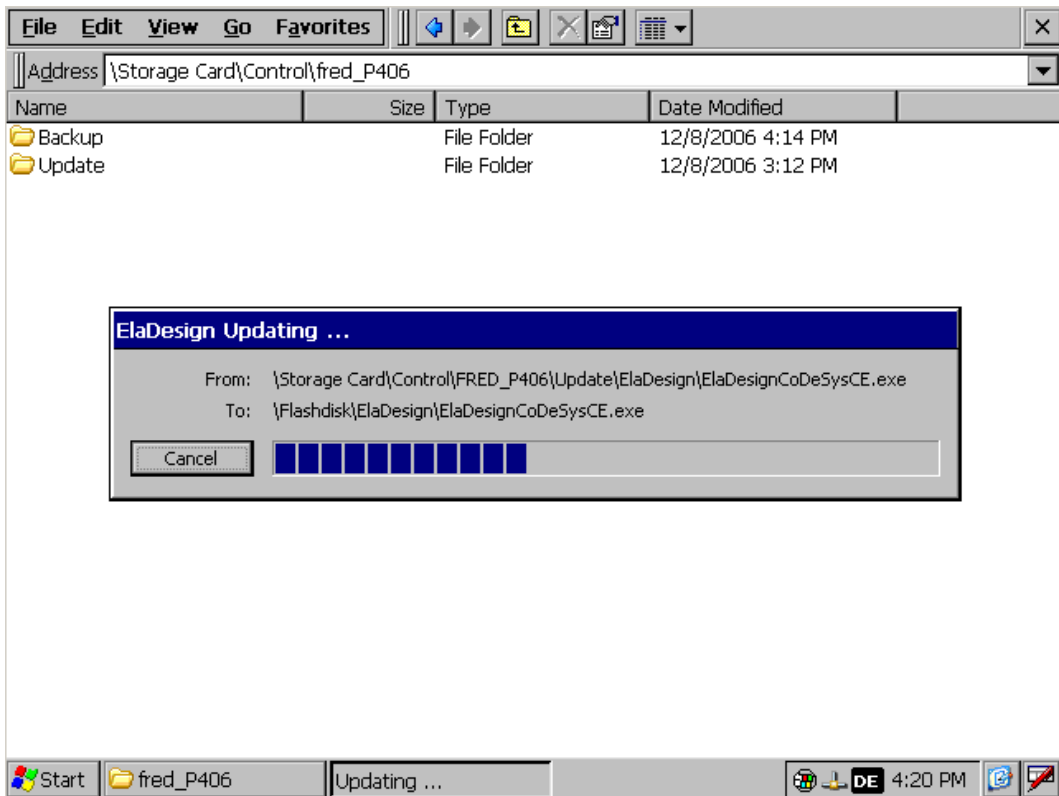 File Edit View Go Favorites
Address \Storage Card\Control\fred_P406
Name Size Type Date Modified
Backup File Folder 12/8/2006 4:14 PM
Update File Folder 12/8/2006 3:12 PM
ElaDesign Updating ...
From: \Storage Card\Control\FRED_P406\Update\ElaDesign\ElaDesignCoDeSysCE.exe
To: \Flashdisk\ElaDesign\ElaDesignCoDeSysCE.exe
Cancel
Start fred_P406 Updating ... DE 4:20 PM